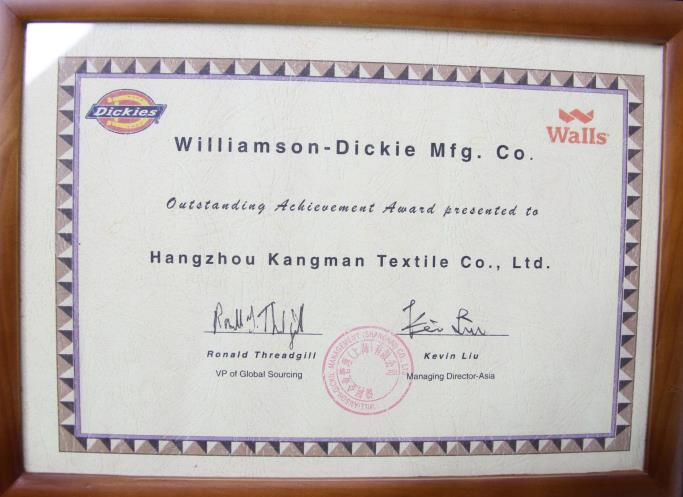 Dickies
Walls
Williamson-Dickie Mfg. Co.
Outstanding Achievement Award presented to
Hangzhou Kangman Textile Co., Ltd.
Ronald Threadgill
Kevin Liu
VP of Global Sourcing
Managing Director-Asia